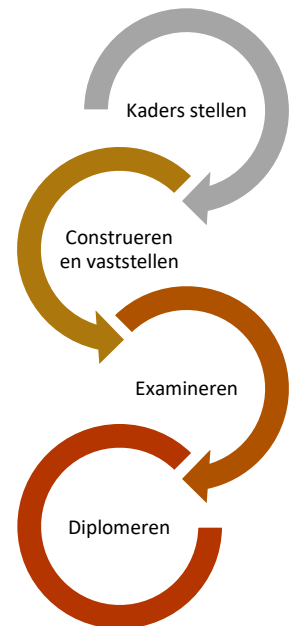 Kaders stellen
Construeren
en vaststellen
Examineren
Diplomeren